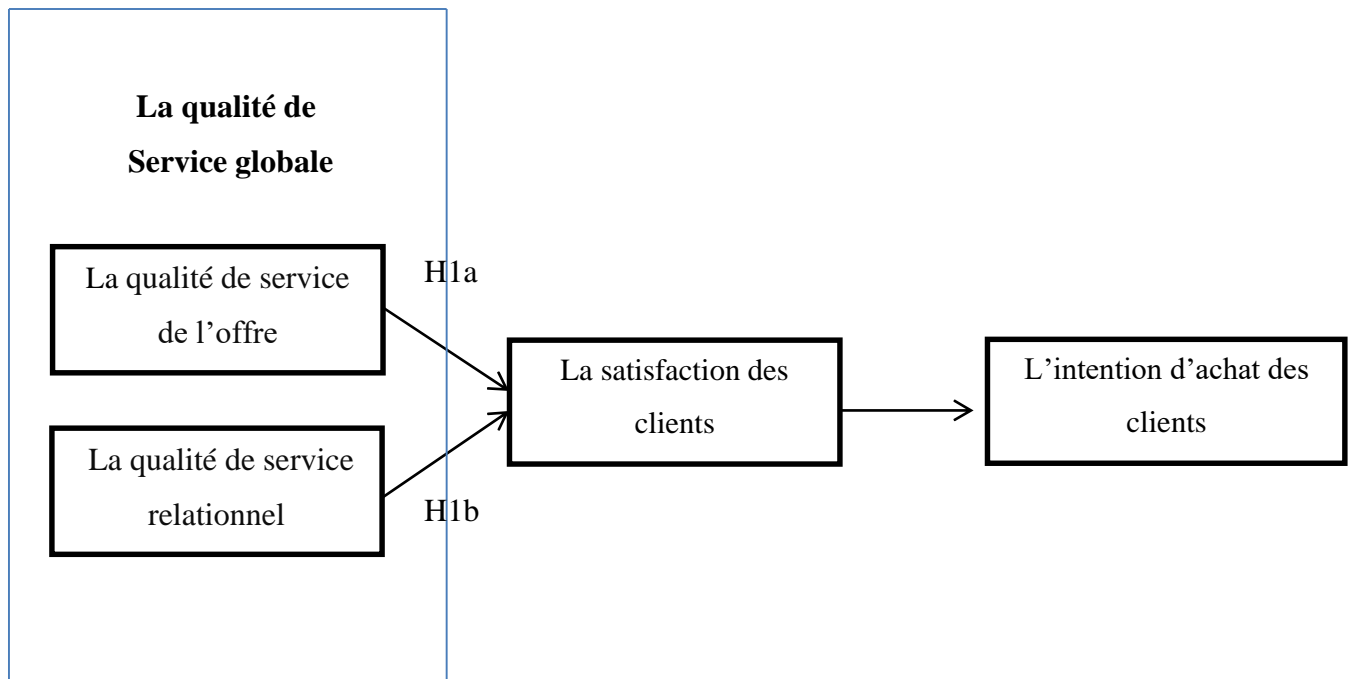 La qualité de
Service globale
La qualité de service
de l’offre
H1a
La qualité de service
relationnel
H1b
La satisfaction des
clients
L’intention d’achat des
clients